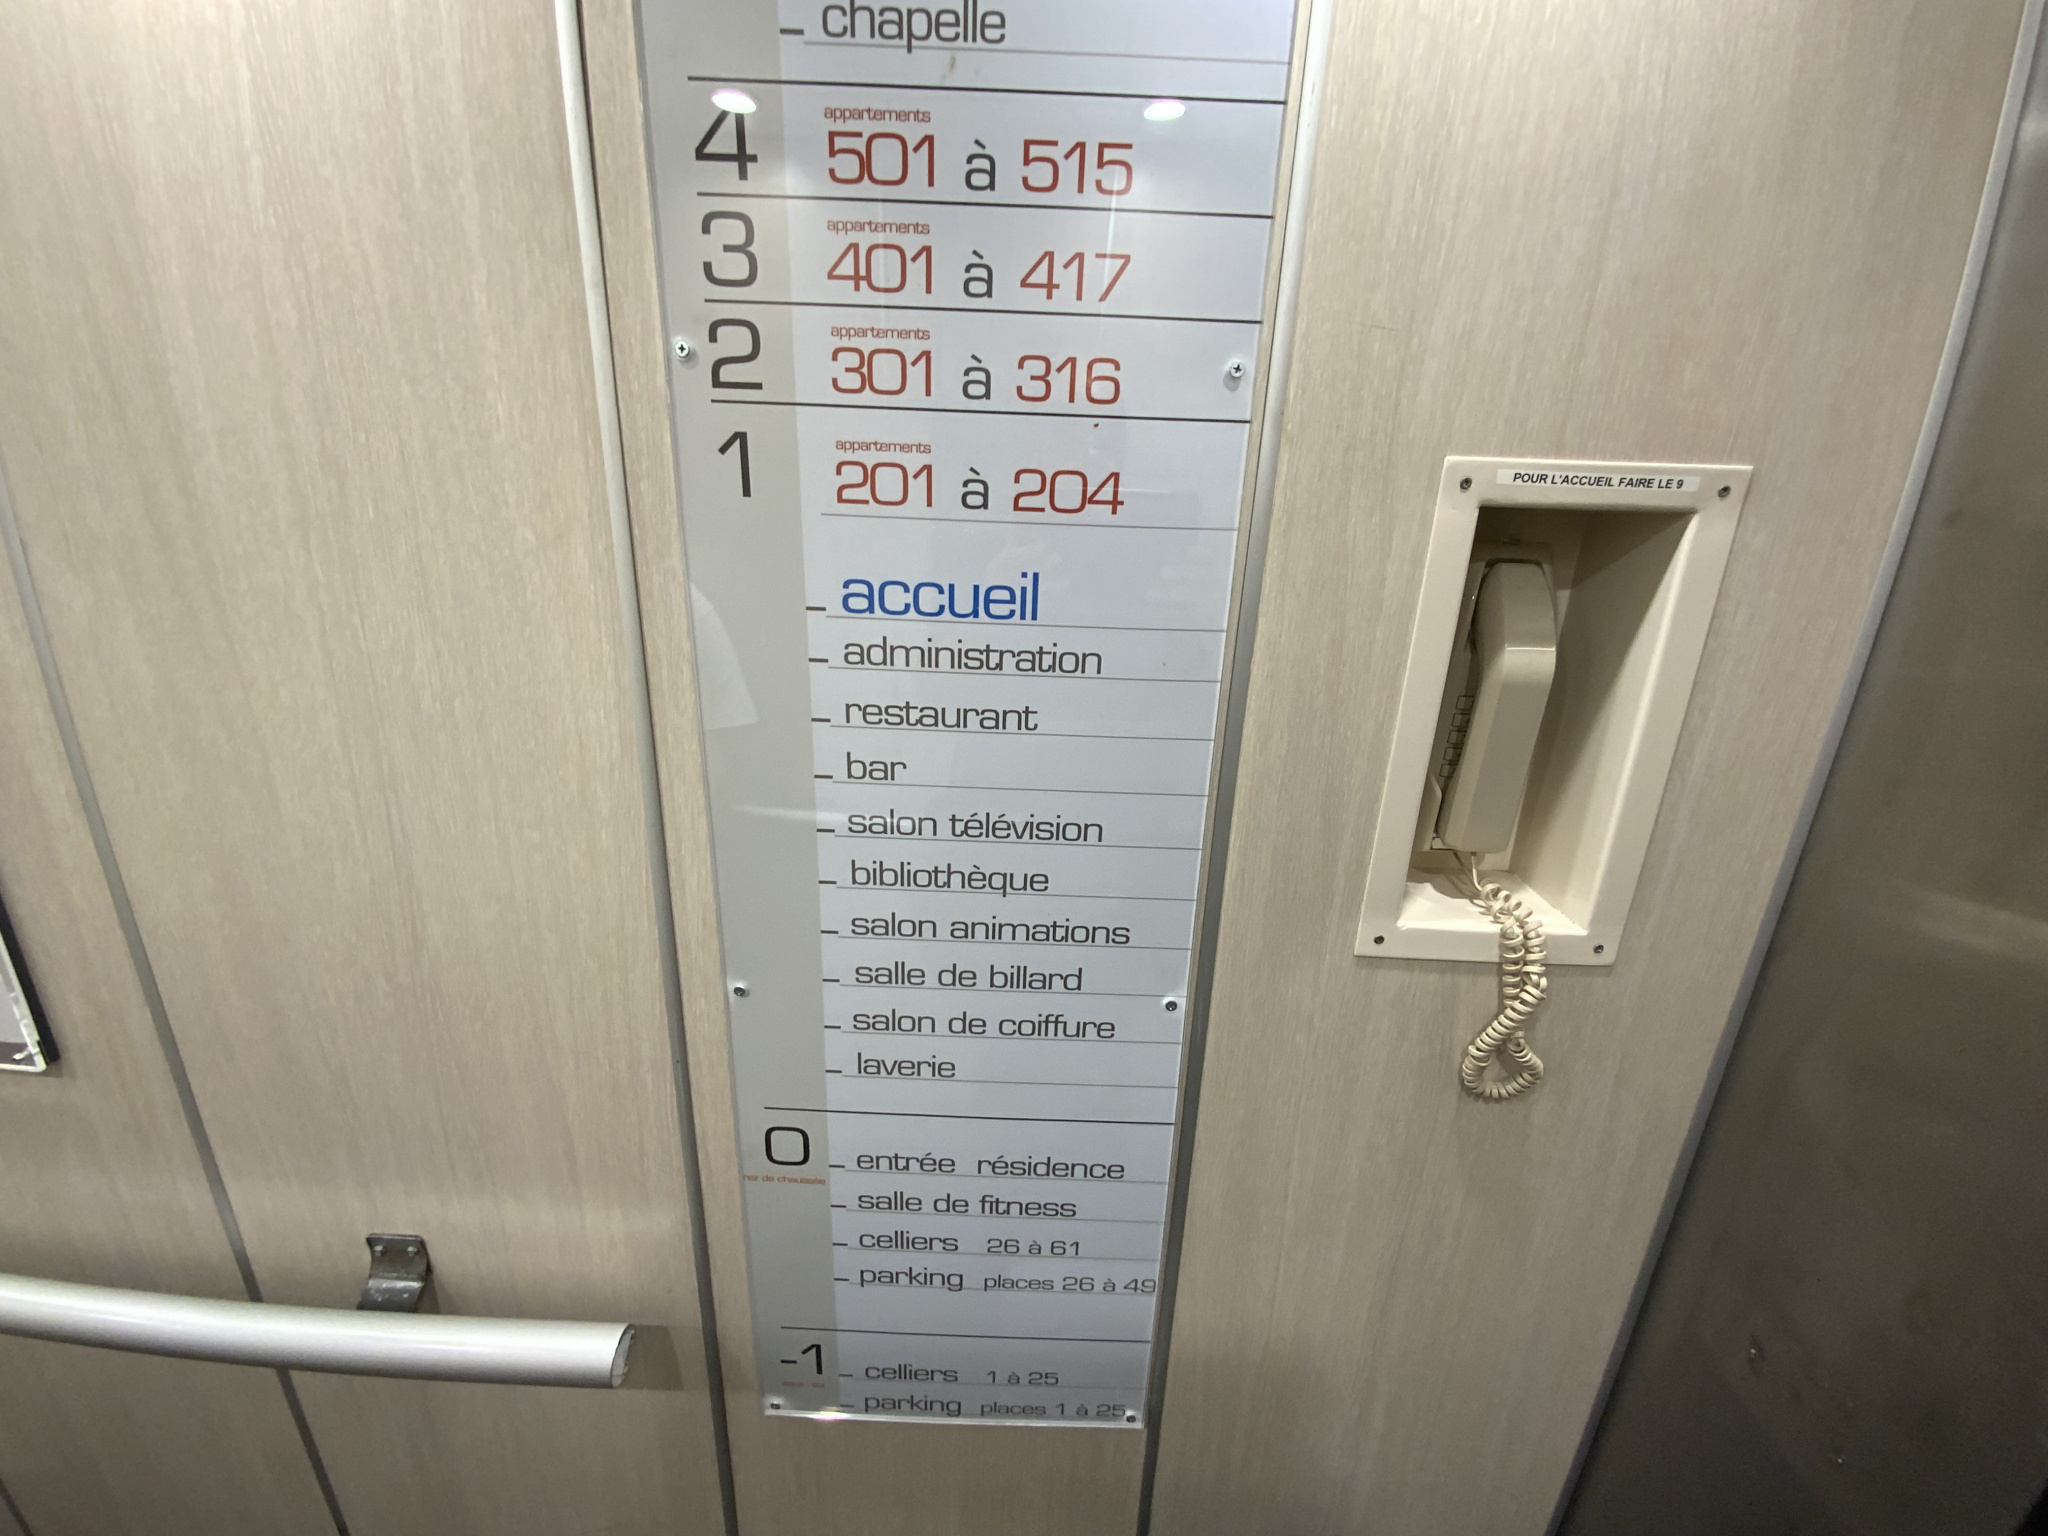 chapelle
4
appartements
501 à 515
3
appartements
401 à 417
2
appartements
301 à 316
1
appartements
201 à 204
accueil
administration
restaurant
bar
salon télévision
bibliothèque
salon animations
salle de billard
salon de coiffure
laverie
0
rez de chaussée
entrée résidence
salle de fitness
celliers 26 à 61
parking places 26 à 49
-1
celliers 1 à 25
parking places 1 à 25
POUR L'ACCUEIL FAIRE LE 9